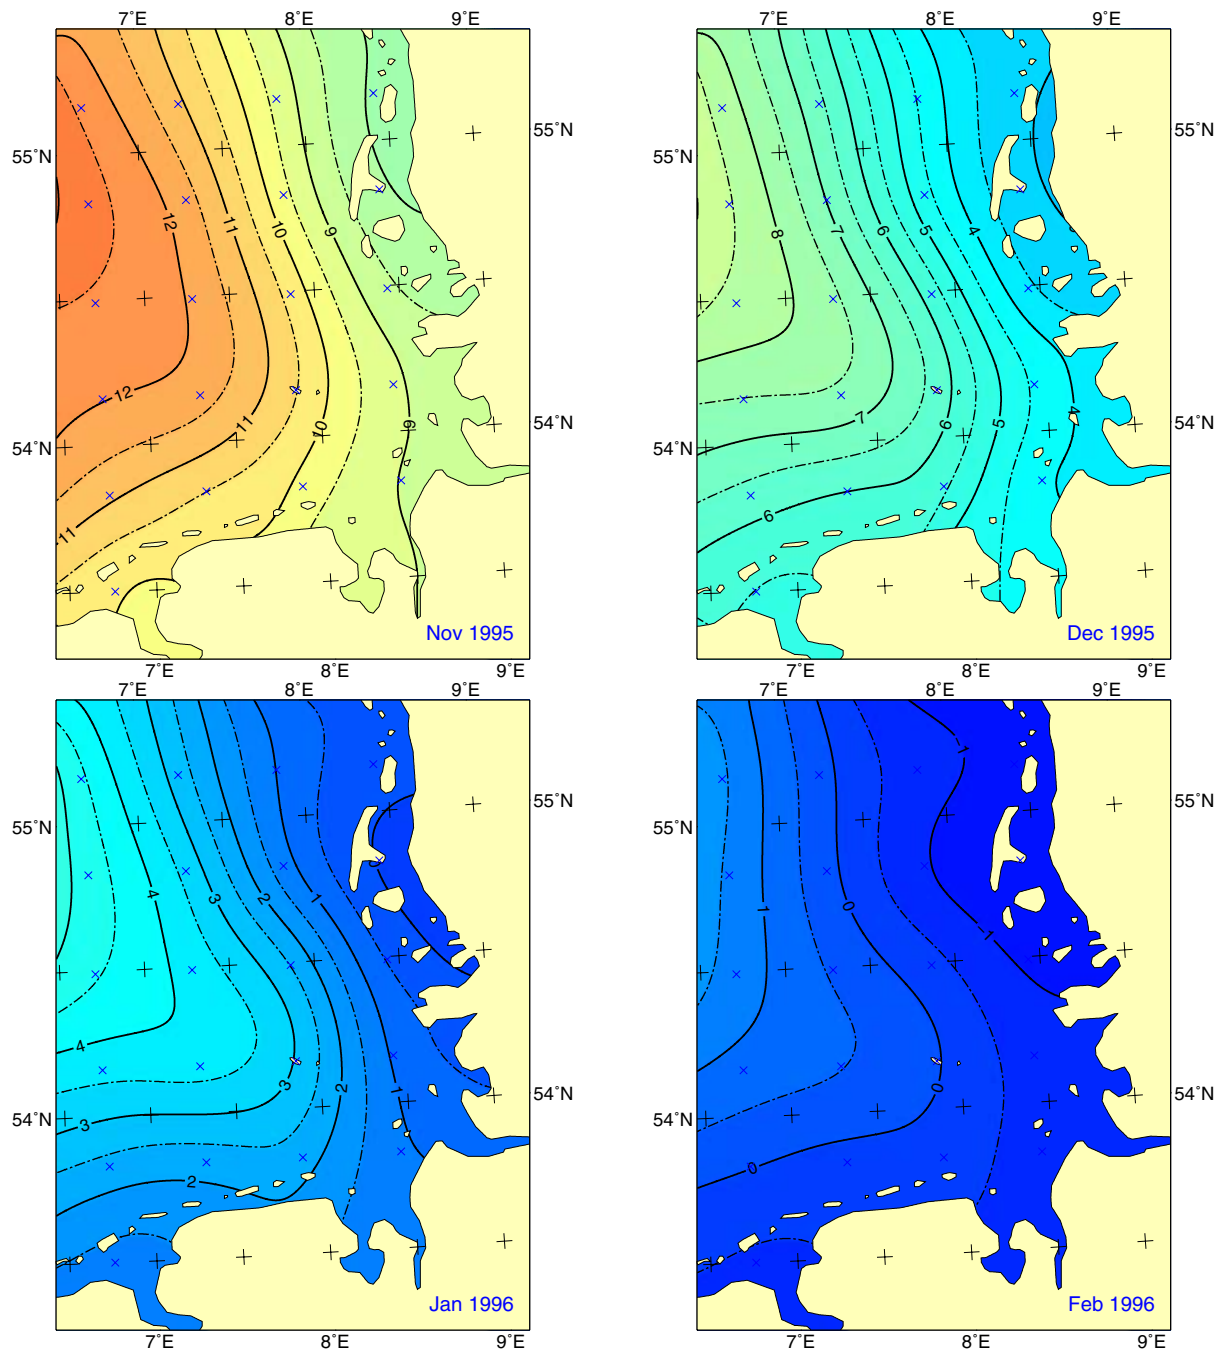 7˚E 8˚E 9˚E 7˚E 8˚E 9˚E
55˚N 55˚N
55˚N 55˚N
12 11 10 9 8 7 6 5 4
12 11 10 9 7 6 5 4
54˚N 54˚N
54˚N 54˚N
11 6
Nov 1995 Dec 1995
7˚E 8˚E 9˚E 7˚E 8˚E 9˚E
7˚E 8˚E 9˚E 7˚E 8˚E 9˚E
1
55˚N 55˚N
55˚N 55˚N
4 3 2 1 1 0 1
4 3 2 1 0
54˚N 54˚N
54˚N 54˚N
3
2 0
Jan 1996 Feb 1996
7˚E 8˚E 9˚E 7˚E 8˚E 9˚E